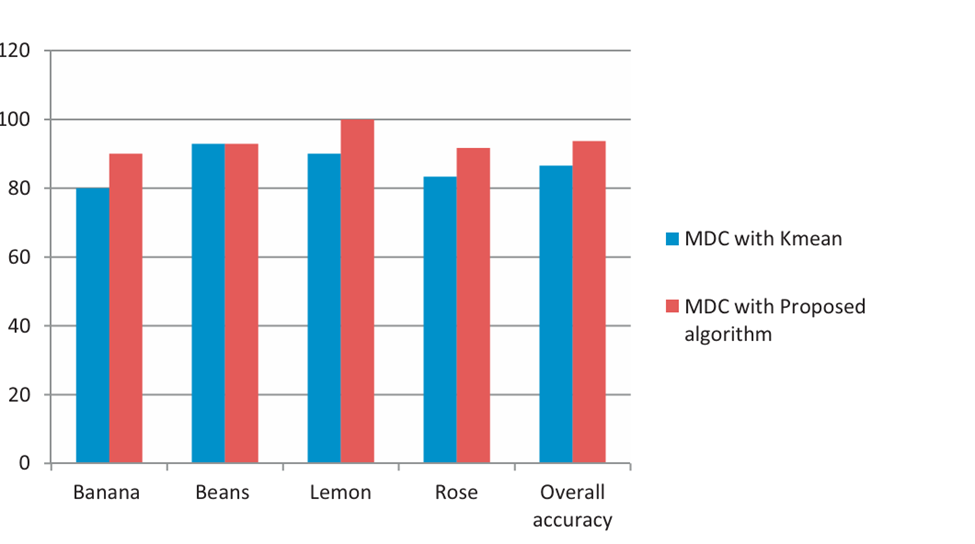 120
100
80
60
40
20
0
Banana
Beans
Lemon
Rose
Overall
accuracy
MDC with Kmean
MDC with Proposed
algorithm